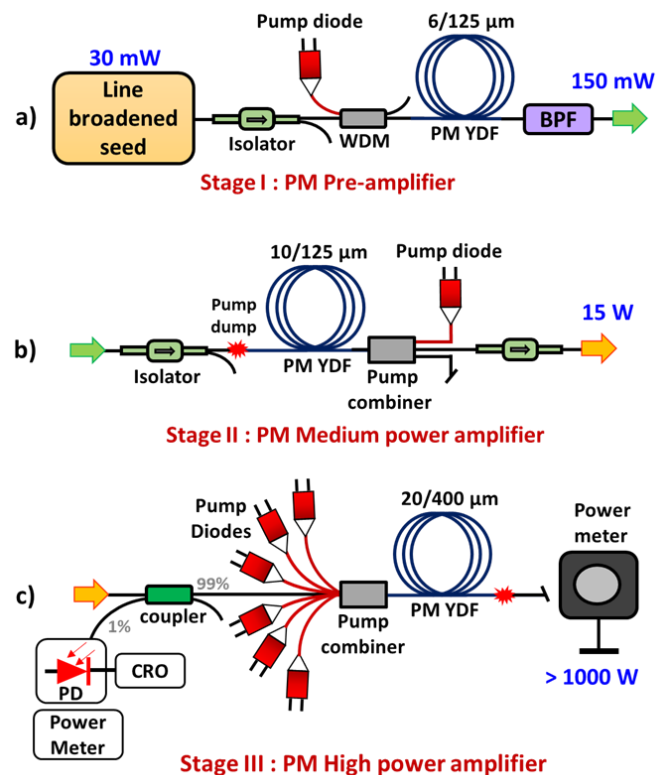 Pump diode
6/125 µm
30 mW
150 mW
a)
Line
broadened
seed
Isolator
WDM
PM YDF
BPF
Stage I : PM Pre-amplifier
10/125 µm
Pump diode
Pump
dump
15 W
b)
Isolator
PM YDF
Pump
combiner
Stage II : PM Medium power amplifier
Pump
Diodes
20/400 µm
Power
meter
c)
99%
coupler
1%
Pump
combiner
PM YDF
PD
CRO
Power
Meter
> 1000 W
Stage III : PM High power amplifier